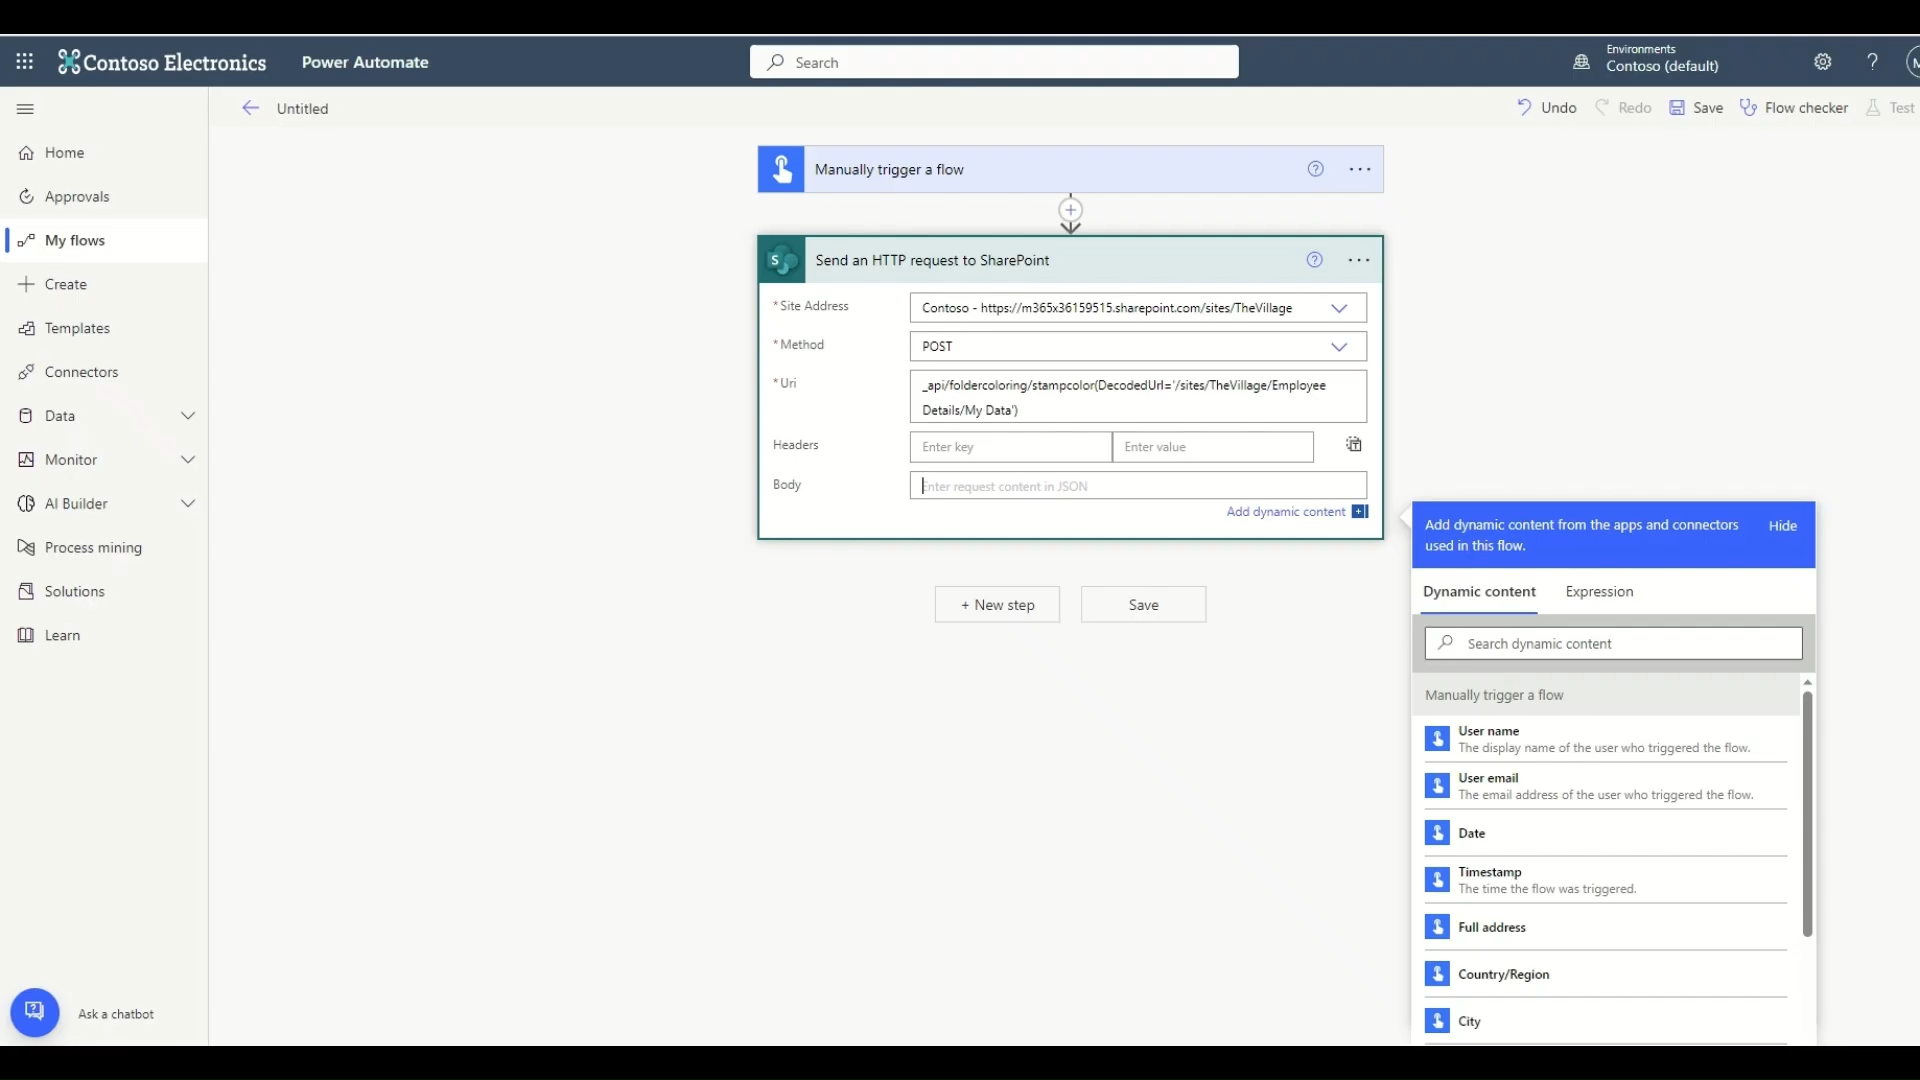 Contoso Electronics
Power Automate
Search
Environments
Contoso (default)
?
Untitled
Undo
Redo
Save
Flow checker
Test
Home
Approvals
My flows
Create
Templates
Connectors
Data
Monitor
AI Builder
Process mining
Solutions
Learn
Ask a chatbot
Manually trigger a flow
Send an HTTP request to SharePoint
* Site Address
Contoso - https://m365x36159515.sharepoint.com/sites/TheVillage
* Method
POST
* Uri
_api/foldercoloring/stampcolor(DecodedUrl='/sites/TheVillage/Employee
Details/My Data')
Headers
Enter key
Enter value
Body
Enter request content in JSON
Add dynamic content
+ New step
Save
Add dynamic content from the apps and connectors
used in this flow.
Hide
Dynamic content
Expression
Search dynamic content
Manually trigger a flow
User name
The display name of the user who triggered the flow.
User email
The email address of the user who triggered the flow.
Date
Timestamp
The time the flow was triggered.
Full address
Country/Region
City